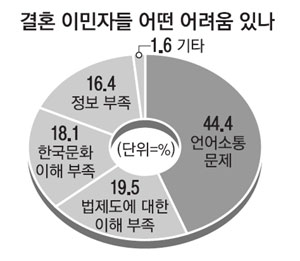 결혼 이민자들 어떤 어려움 있나
1.6 기타
16.4
정보 부족
44.4
언어소통
문제
18.1
한국문화
이해 부족
(단위=%)
19.5
법제도에 대한
이해 부족